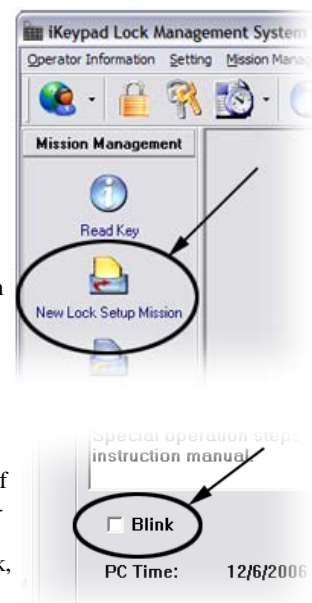 iKeypad Lock Management System
Operator Information Setting Mission
Mission Management
Read Key
New Lock Setup Mission
Special operation steps
instruction manual.
of
Blink
k,
PC Time: 12/6/2006